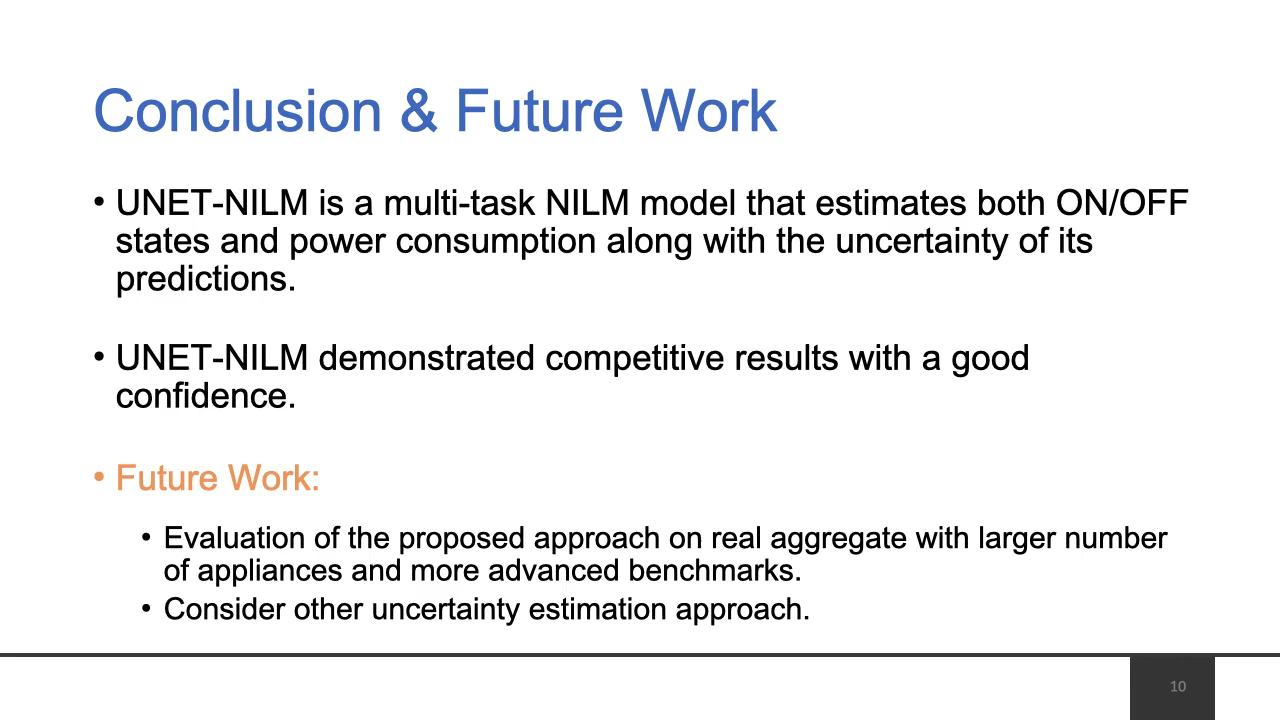 Conclusion & Future Work
• UNET-NILM is a multi-task NILM model that estimates both ON/OFF
states and power consumption along with the uncertainty of its
predictions.
• UNET-NILM demonstrated competitive results with a good
confidence.
• Future Work:
• Evaluation of the proposed approach on real aggregate with larger number
of appliances and more advanced benchmarks.
• Consider other uncertainty estimation approach.
10